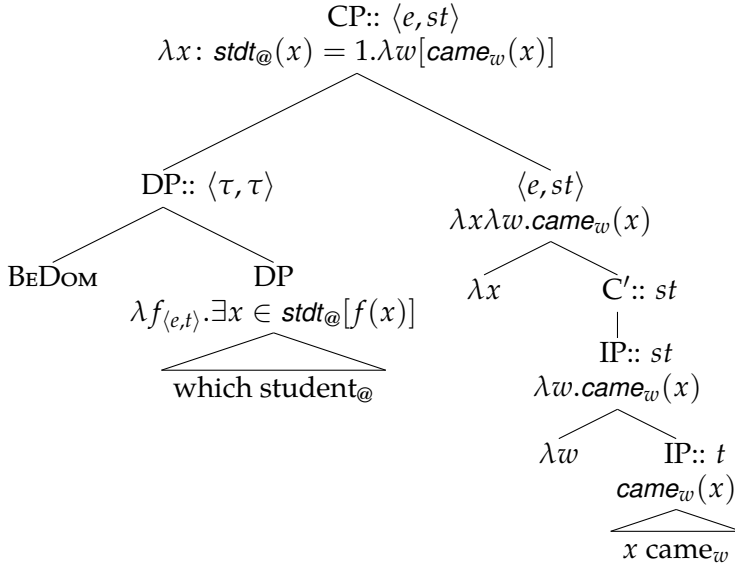 CP:: ⟨e, st⟩
λx: stdt@(x) = 1.λw[came_w(x)]
DP:: ⟨τ, τ⟩
⟨e, st⟩
λxλw.came_w(x)
BEDOM
DP
λx
C′:: st
λf_⟨e,t⟩.∃x ∈ stdt@[f(x)]
IP:: st
which student@
λw.came_w(x)
λw
IP:: t
came_w(x)
x came_w